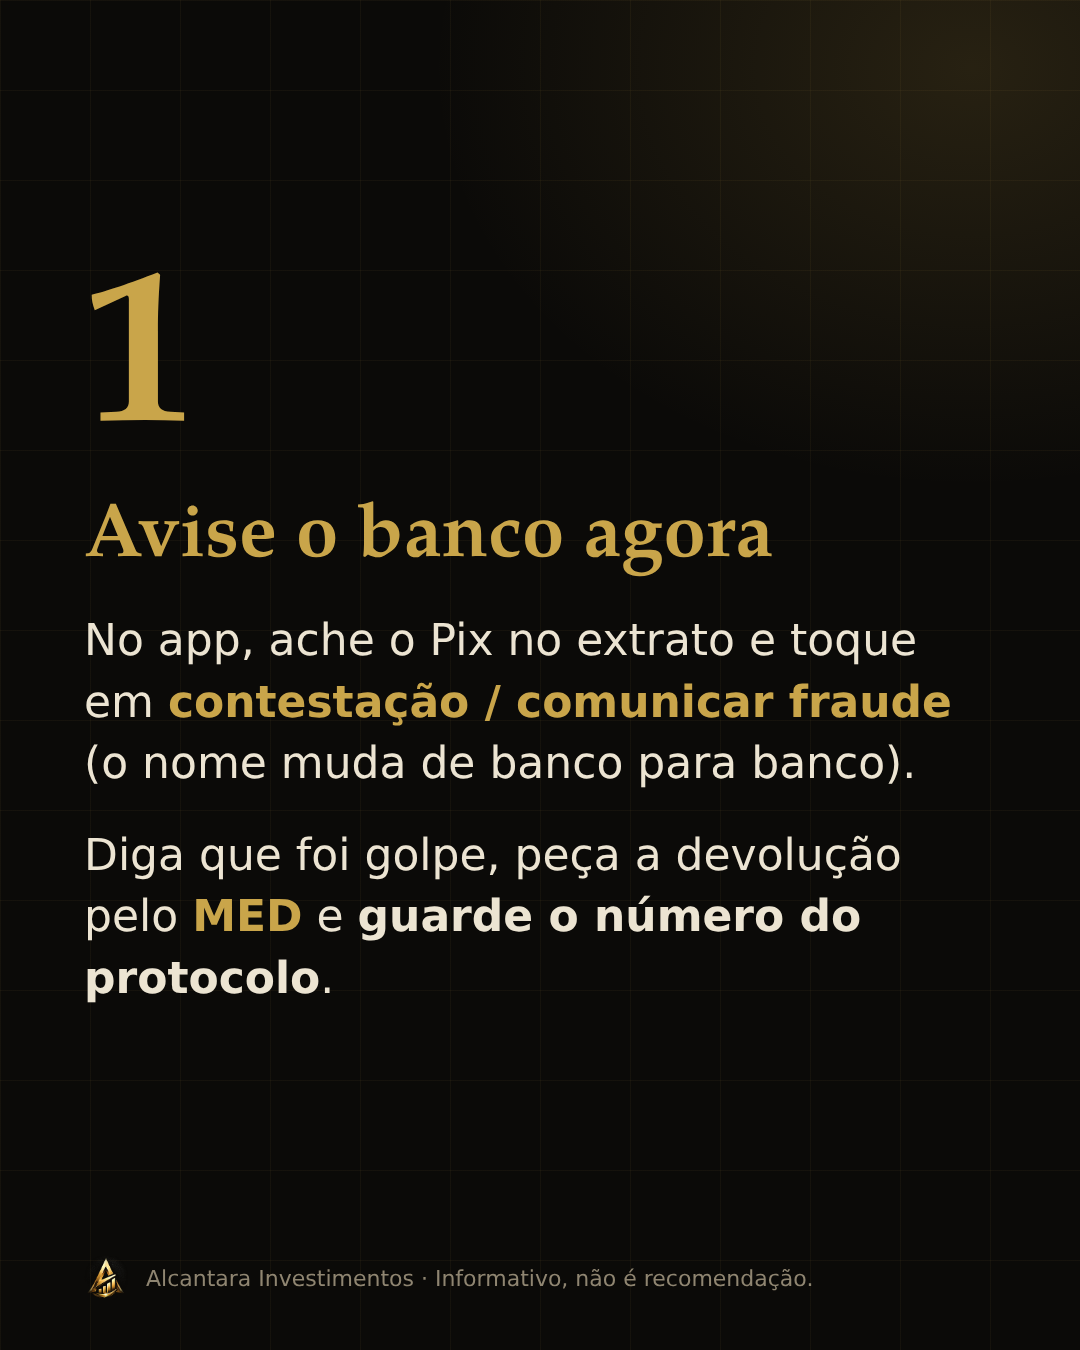 1
Avise o banco agora
No app, ache o Pix no extrato e toque
em contestação / comunicar fraude
(o nome muda de banco para banco).
Diga que foi golpe, peça a devolução
pelo MED e guarde o número do
protocolo.
Alcantara Investimentos · Informativo, não é recomendação.